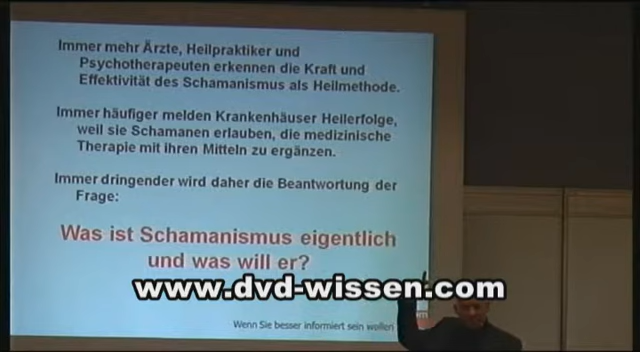 Immer mehr Ärzte, Heilpraktiker und
Psychotherapeuten erkennen die Kraft und
Effektivität des Schamanismus als Heilmethode.
Immer häufiger melden Krankenhäuser Heilerfolge,
weil sie Schamanen erlauben, die medizinische
Therapie mit ihren Mitteln zu ergänzen.
Immer dringender wird daher die Beantwortung der
Frage:
Was ist Schamanismus eigentlich
und was will er?
www.dvd-wissen.com
Wenn Sie besser informiert sein wollen